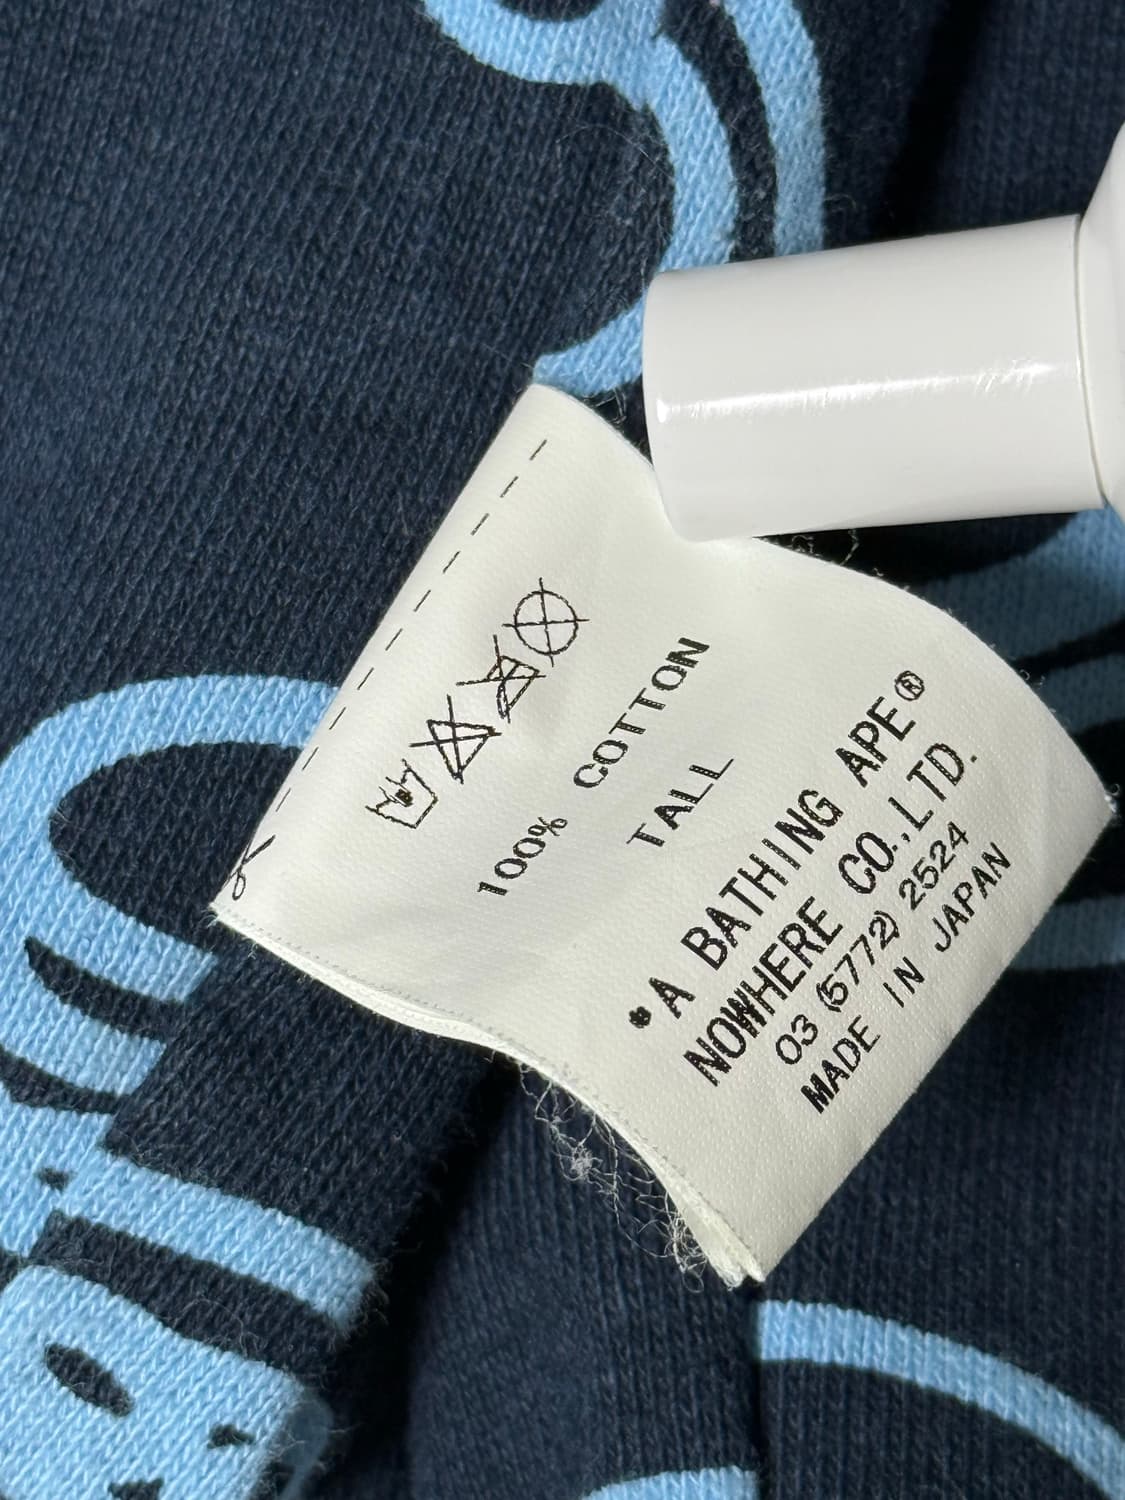 100% COTTON
TALL
*A BATHING APE®
NOWHERE CO.,LTD.
03 (5772) 2524
MADE IN JAPAN